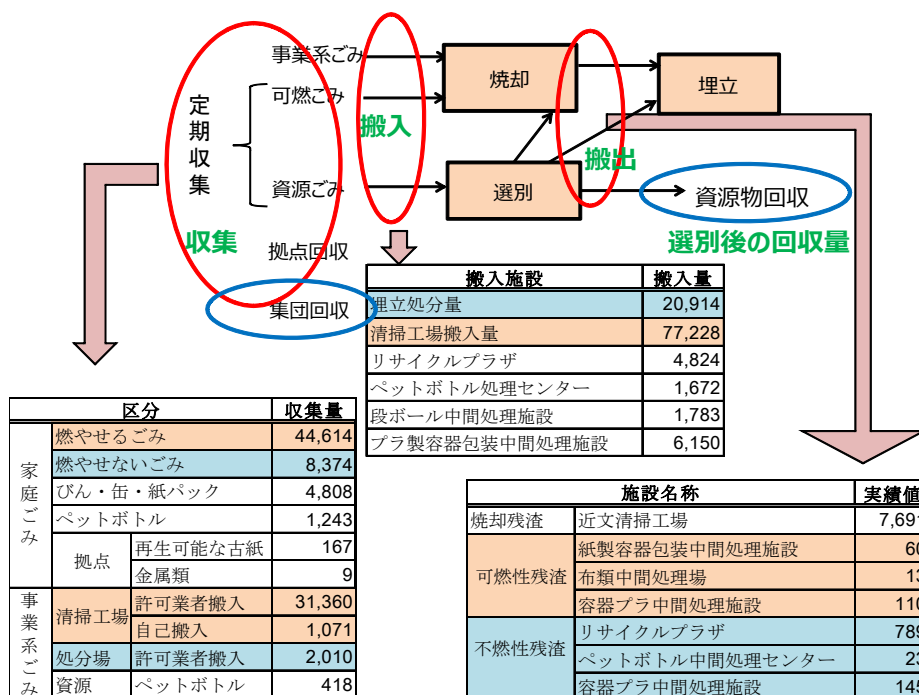 事業系ごみ
可燃ごみ
定期収集
資源ごみ
拠点回収
集団回収
収集
搬入
焼却
選別
搬出
埋立
資源物回収
選別後の回収量
搬入施設 搬入量
埋立処分量 20,914
清掃工場搬入量 77,228
リサイクルプラザ 4,824
ペットボトル処理センター 1,672
段ボール中間処理施設 1,783
プラ製容器包装中間処理施設 6,150
区分 収集量
家庭ごみ
燃やせるごみ 44,614
燃やせないごみ 8,374
びん・缶・紙パック 4,808
ペットボトル 1,243
拠点 再生可能な古紙 167
金属類 9
事業系ごみ
清掃工場 許可業者搬入 31,360
自己搬入 1,071
処分場 許可業者搬入 2,010
資源 ペットボトル 418
施設名称 実績値
焼却残渣 近文清掃工場 7,691
可燃性残渣 紙製容器包装中間処理施設 60
布類中間処理場 13
容器プラ中間処理施設 110
不燃性残渣 リサイクルプラザ 789
ペットボトル中間処理センター 23
容器プラ中間処理施設 145